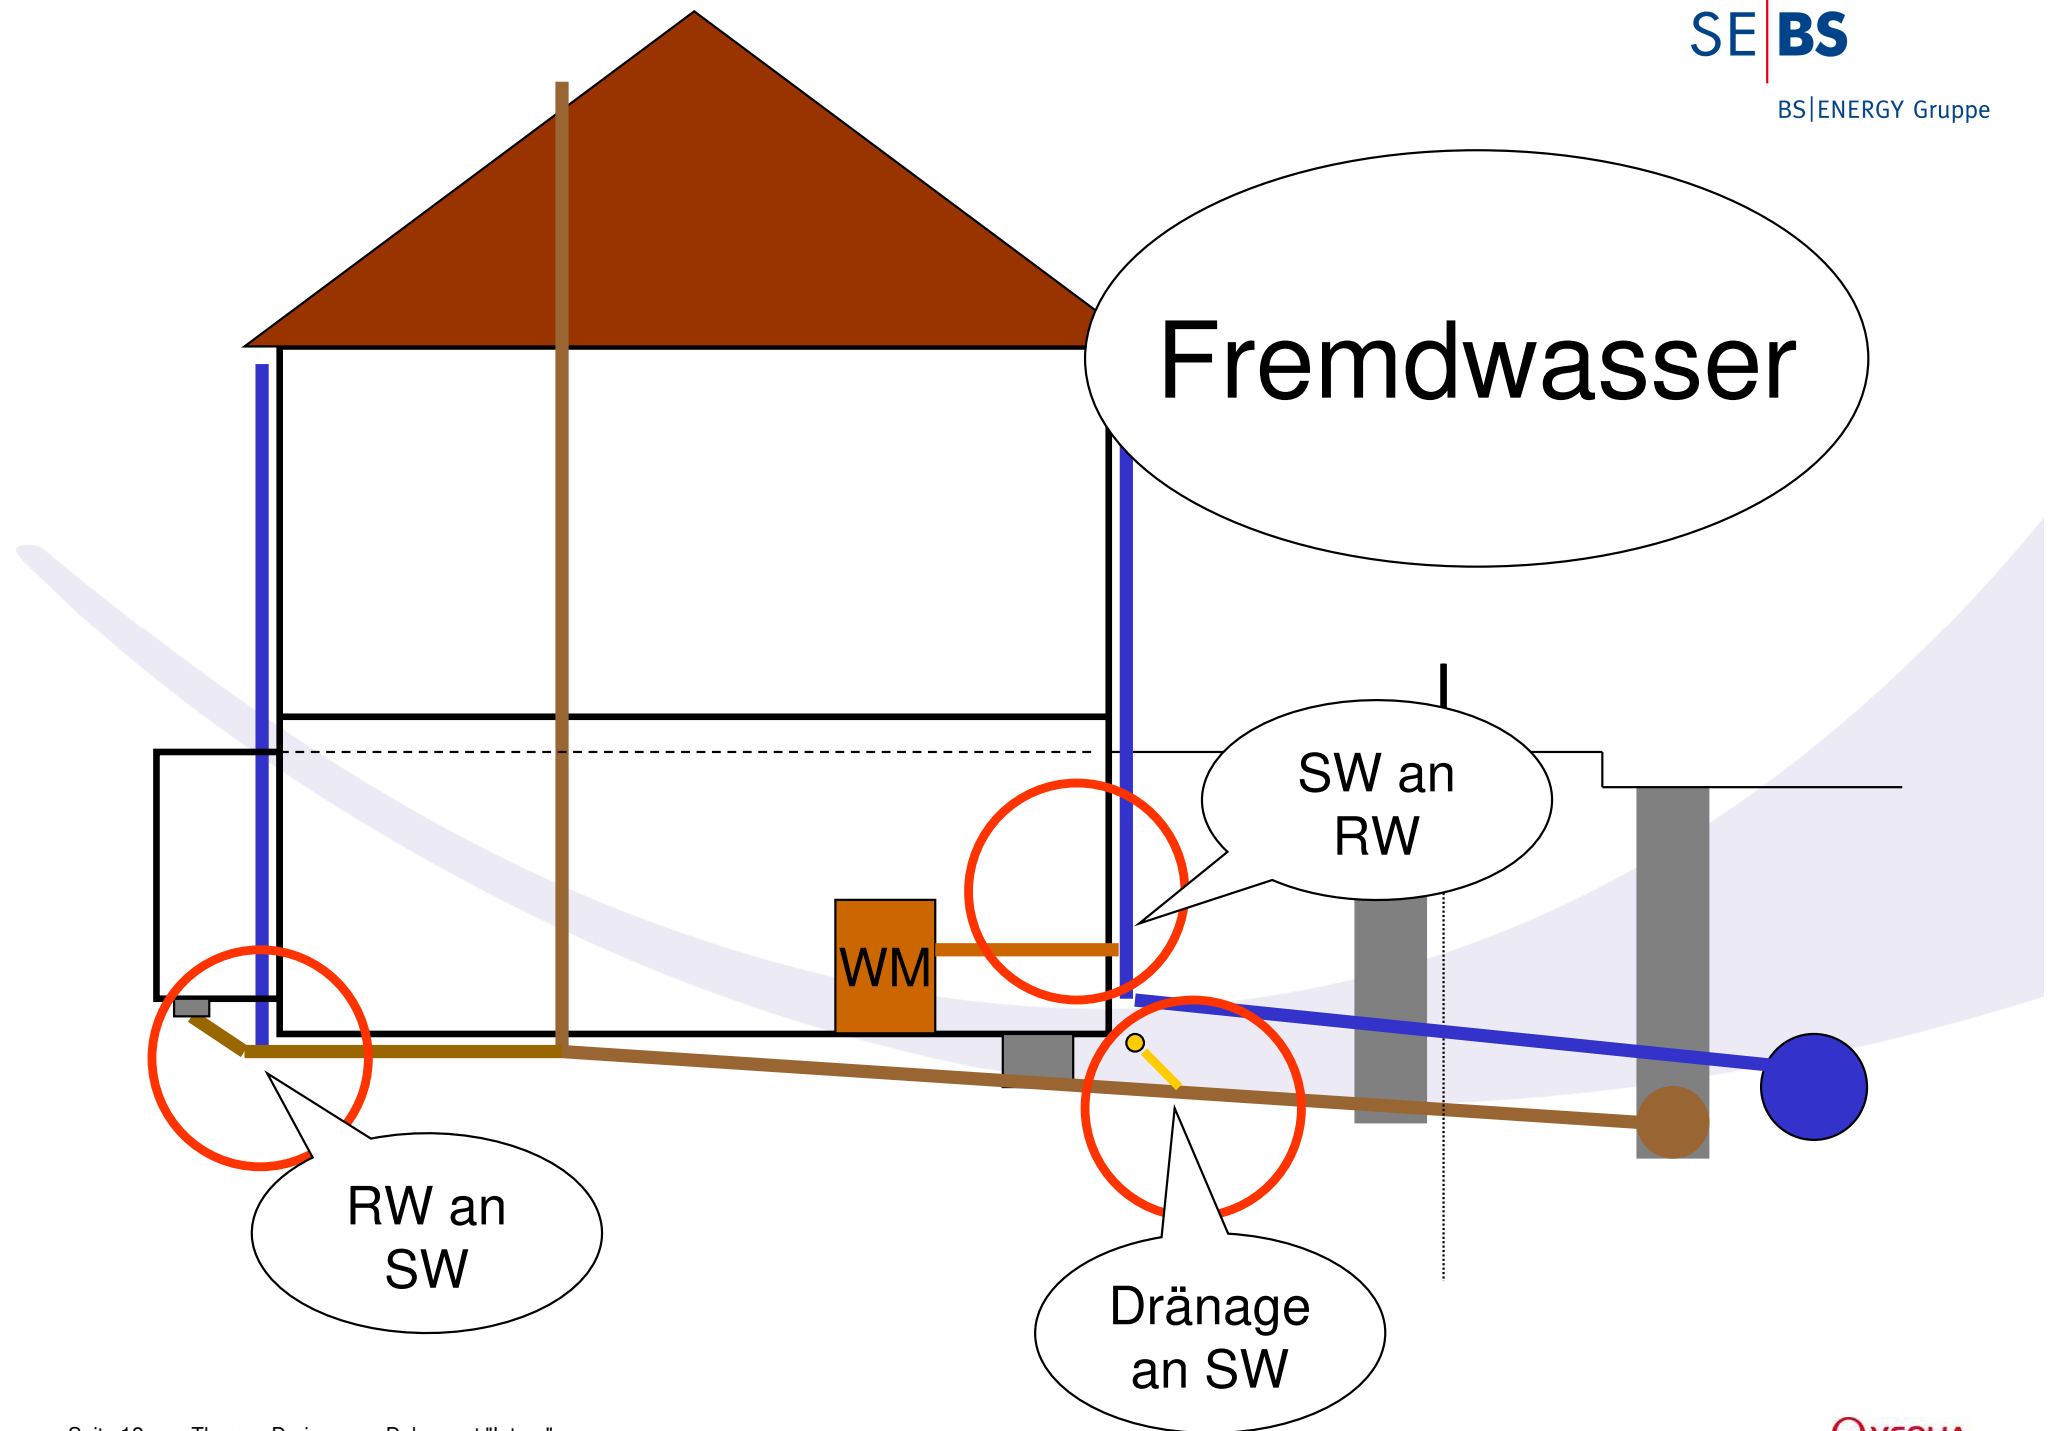 SE BS
BS|ENERGY Gruppe
Fremdwasser
SW an
RW
WM
RW an
SW
Dränage
an SW